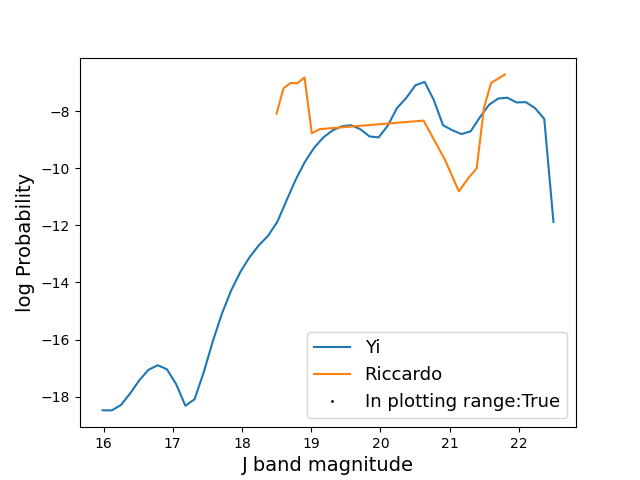 log Probability
−8
−10
−12
−14
−16
−18
Yi
Riccardo
In plotting range:True
16 17 18 19 20 21 22
J band magnitude